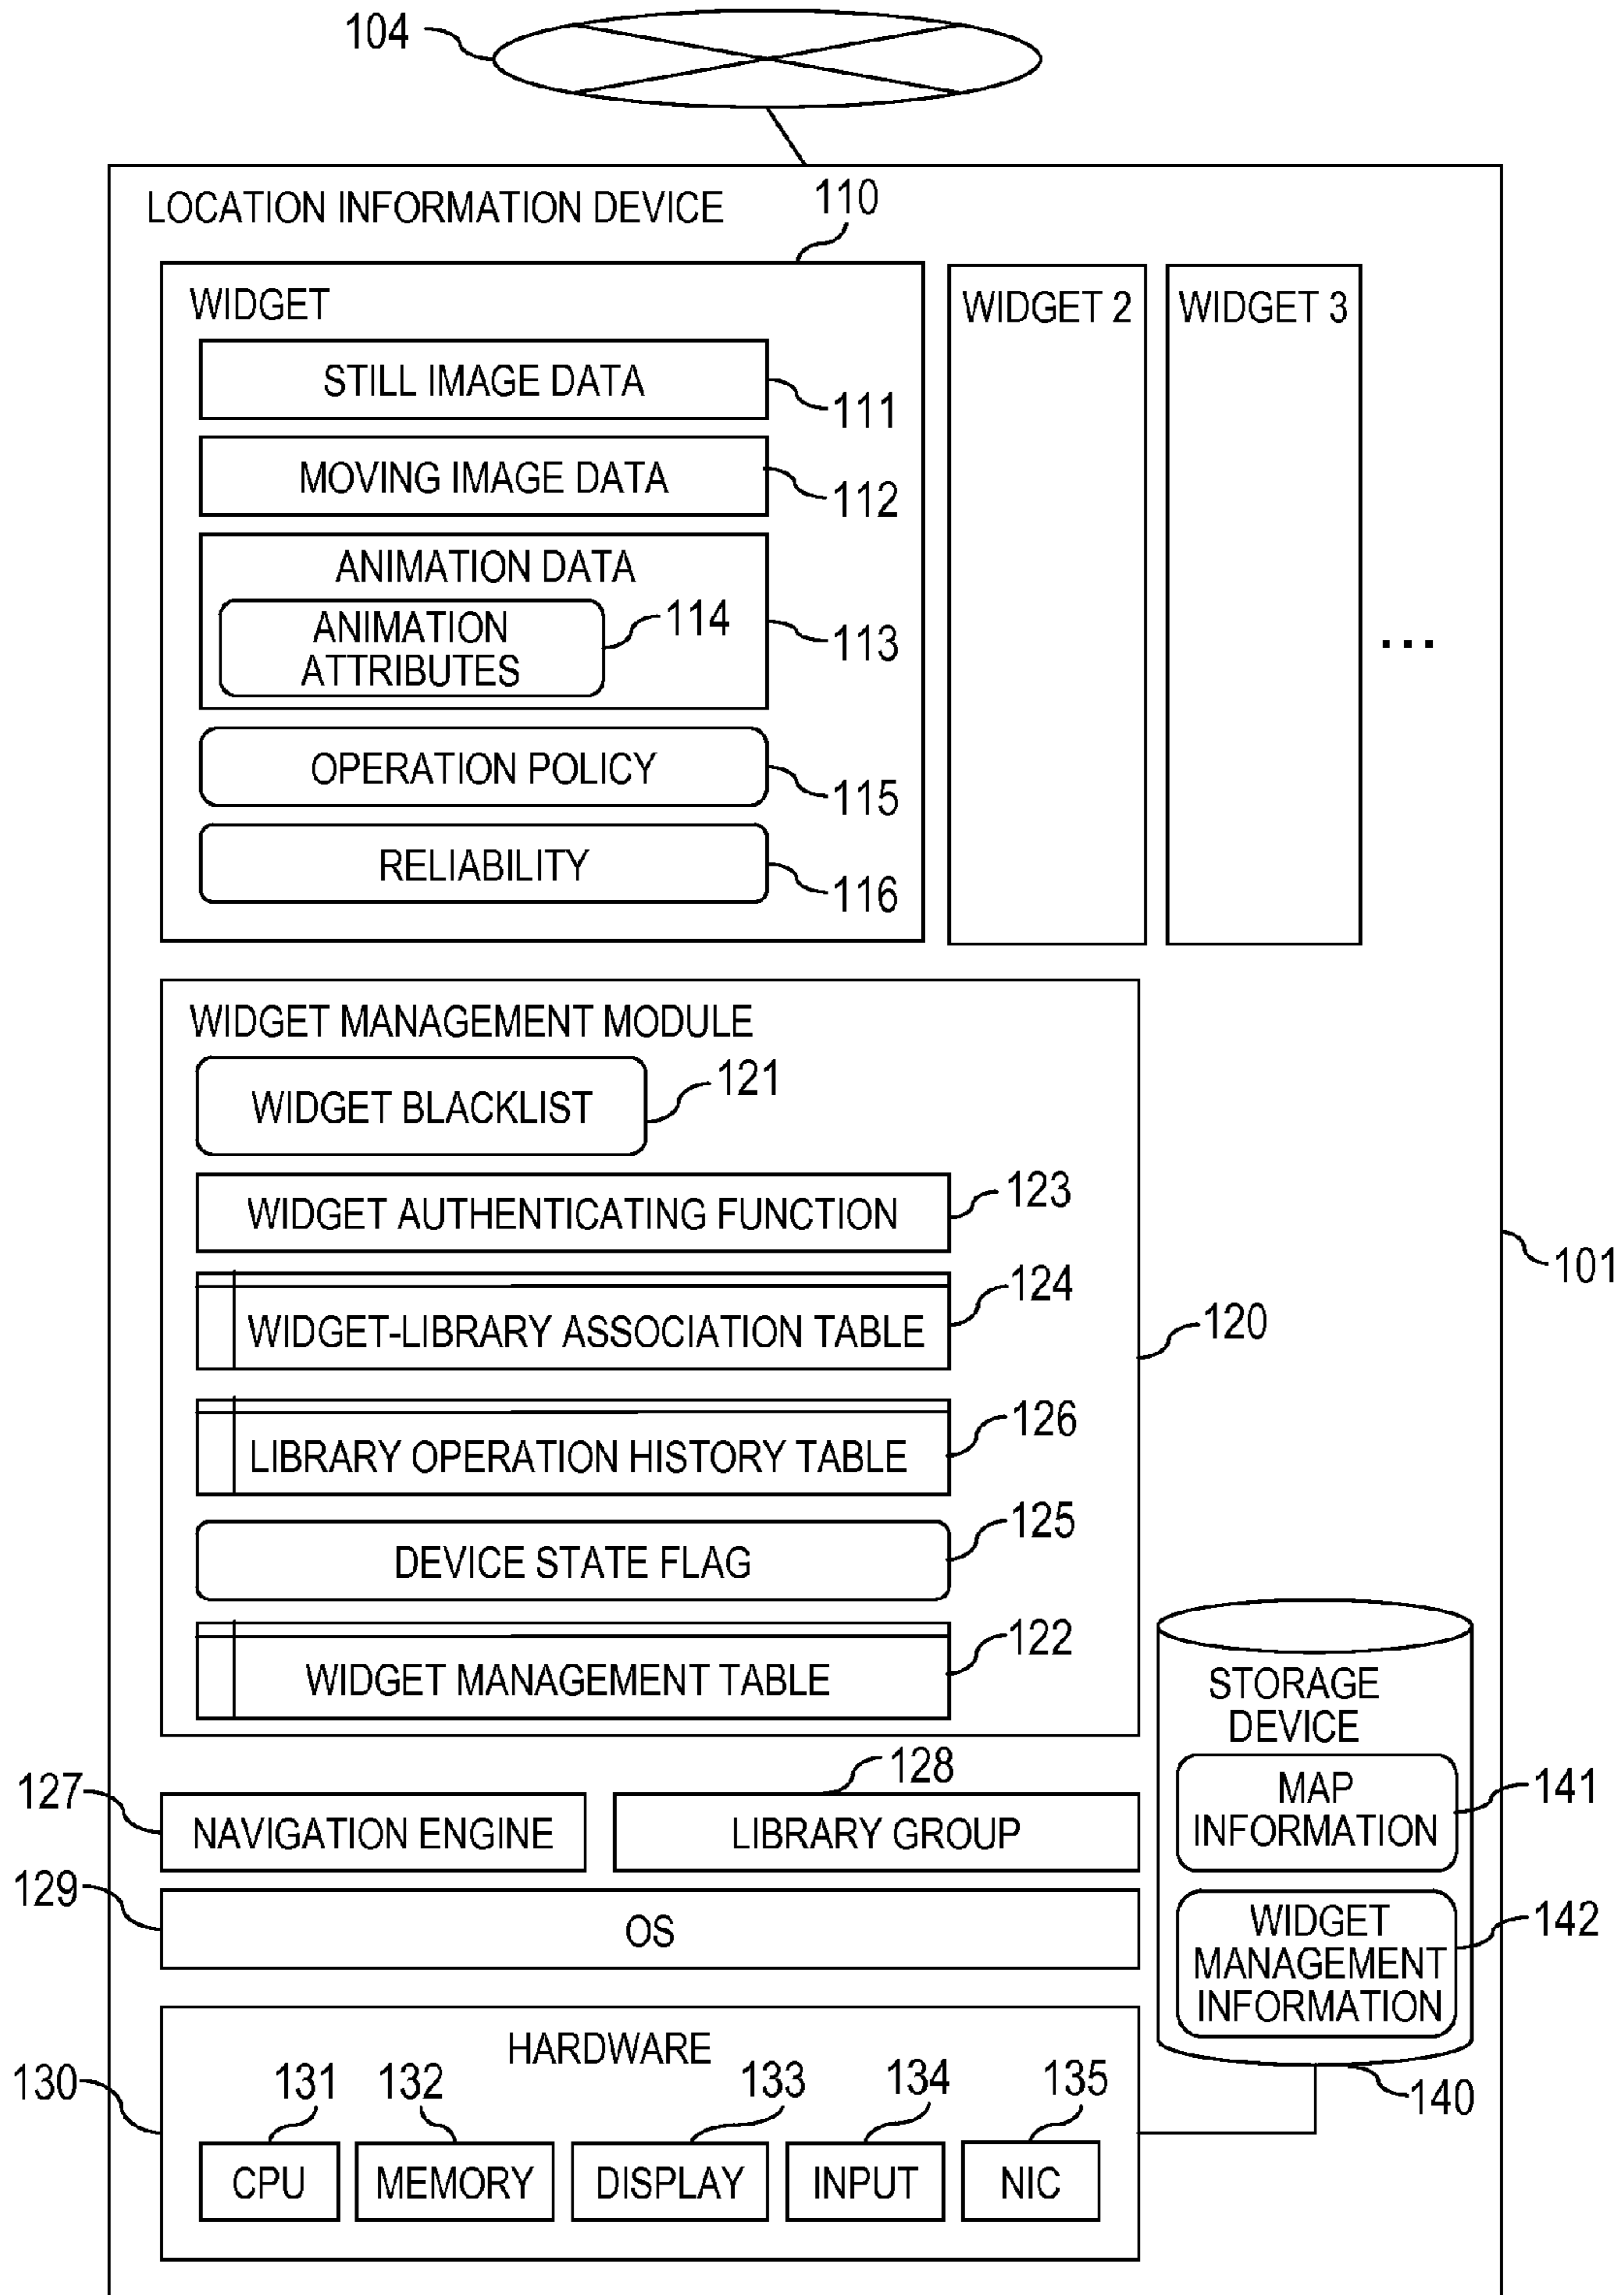 104
LOCATION INFORMATION DEVICE
110
WIDGET
WIDGET 2
WIDGET 3
STILL IMAGE DATA
111
MOVING IMAGE DATA
112
ANIMATION DATA
ANIMATION
ATTRIBUTES
114
113
...
OPERATION POLICY
115
RELIABILITY
116
WIDGET MANAGEMENT MODULE
WIDGET BLACKLIST
121
WIDGET AUTHENTICATING FUNCTION
123
101
WIDGET-LIBRARY ASSOCIATION TABLE
124
120
LIBRARY OPERATION HISTORY TABLE
126
DEVICE STATE FLAG
125
WIDGET MANAGEMENT TABLE
122
STORAGE
DEVICE
MAP
INFORMATION
141
WIDGET
MANAGEMENT
INFORMATION
142
140
127
NAVIGATION ENGINE
128
LIBRARY GROUP
129
OS
130
HARDWARE
131
132
133
134
135
CPU
MEMORY
DISPLAY
INPUT
NIC